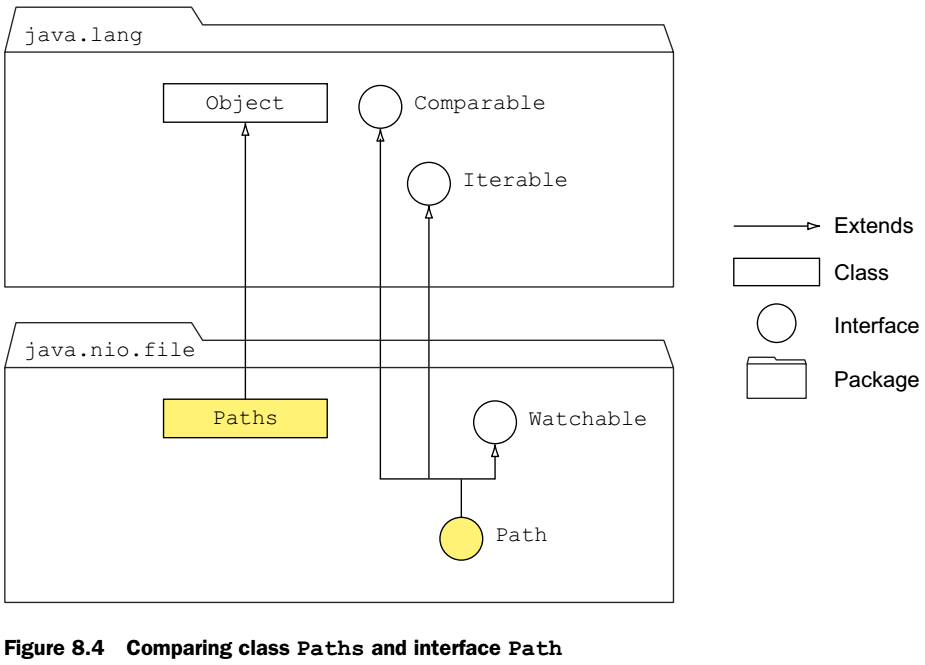 java.lang
Object
Comparable
Iterable
Extends
Class
Interface
Package
java.nio.file
Paths
Watchable
Path
Figure 8.4 Comparing class Paths and interface Path